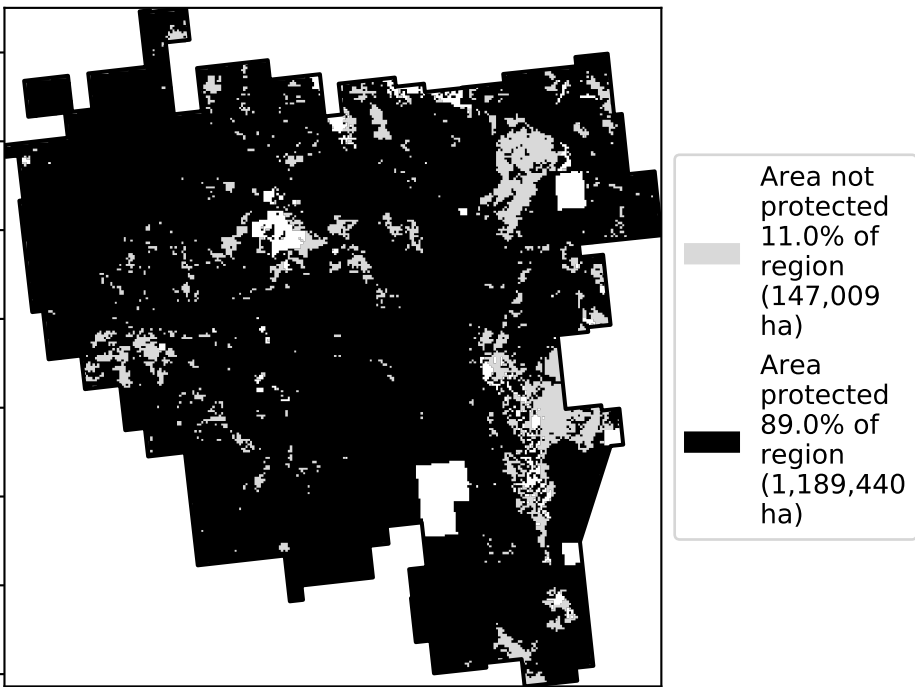 Area not
protected
11.0% of
region
(147,009
ha)
Area
protected
89.0% of
region
(1,189,440
ha)